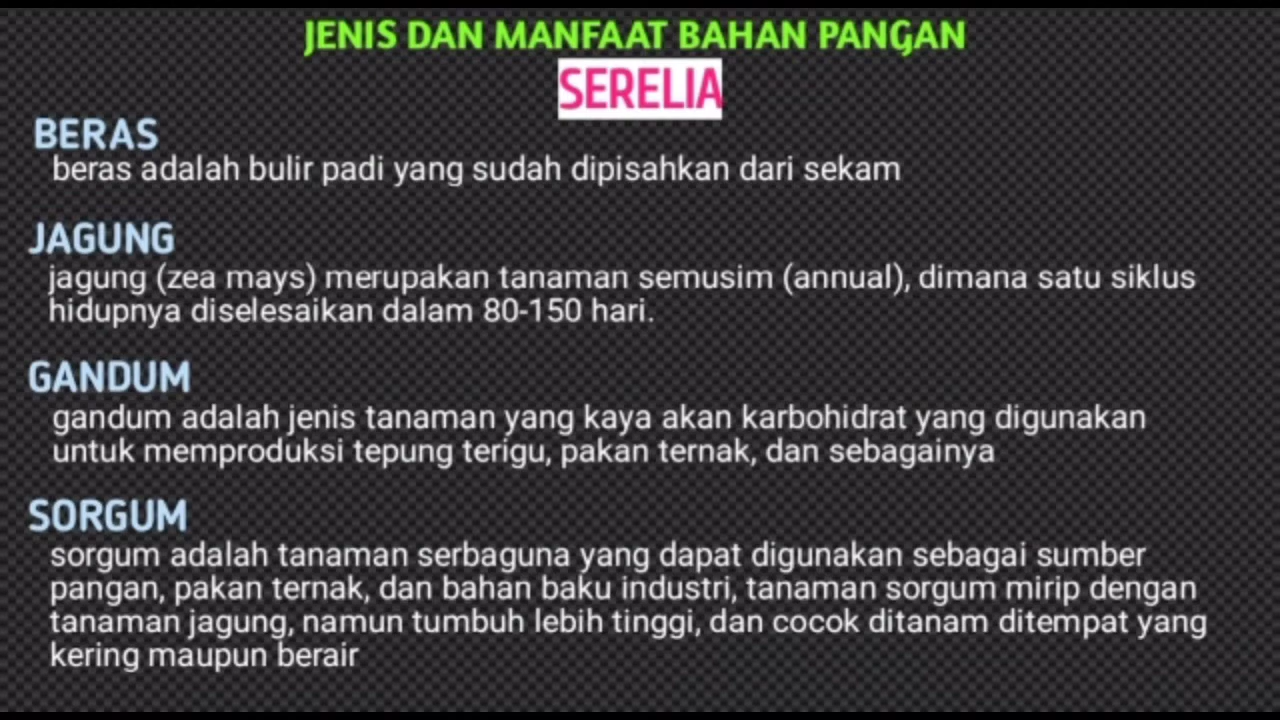 JENIS DAN MANFAAT BAHAN PANGAN
SERELIA
BERAS
beras adalah bulir padi yang sudah dipisahkan dari sekam
JAGUNG
jagung (zea mays) merupakan tanaman semusim (annual), dimana satu siklus
hidupnya diselesaikan dalam 80-150 hari.
GANDUM
gandum adalah jenis tanaman yang kaya akan karbohidrat yang digunakan
untuk memproduksi tepung terigu, pakan ternak, dan sebagainya
SORGUM
sorgum adalah tanaman serbaguna yang dapat digunakan sebagai sumber
pangan, pakan ternak, dan bahan baku industri, tanaman sorgum mirip dengan
tanaman jagung, namun tumbuh lebih tinggi, dan cocok ditanam ditempat yang
kering maupun berair